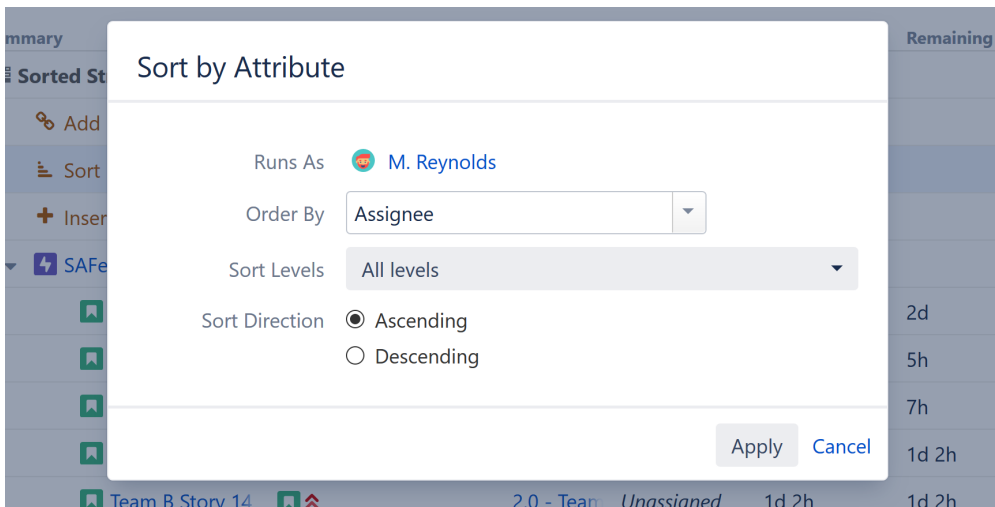 mmary
Remaining
Sorted St
Sort by Attribute
Add
Runs As M. Reynolds
Sort
Order By Assignee
Inser
SAFe
Sort Levels All levels
Sort Direction Ascending
2d
Descending
5h
7h
Apply Cancel
1d 2h
Team B Story 14 2.0 - Team Unassigned 1d 2h 1d 2h